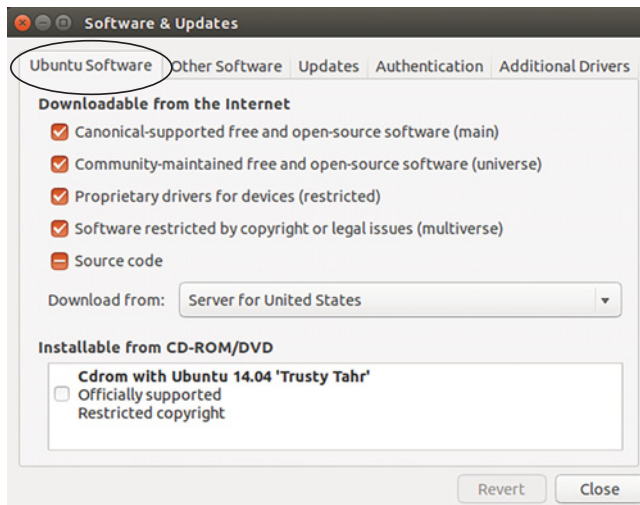 Software & Updates
Ubuntu Software Other Software Updates Authentication Additional Drivers
Downloadable from the Internet
Canonical-supported free and open-source software (main)
Community-maintained free and open-source software (universe)
Proprietary drivers for devices (restricted)
Software restricted by copyright or legal issues (multiverse)
Source code
Download from: Server for United States
Installable from CD-ROM/DVD
Cdrom with Ubuntu 14.04 'Trusty Tahr'
Officially supported
Restricted copyright
Revert Close